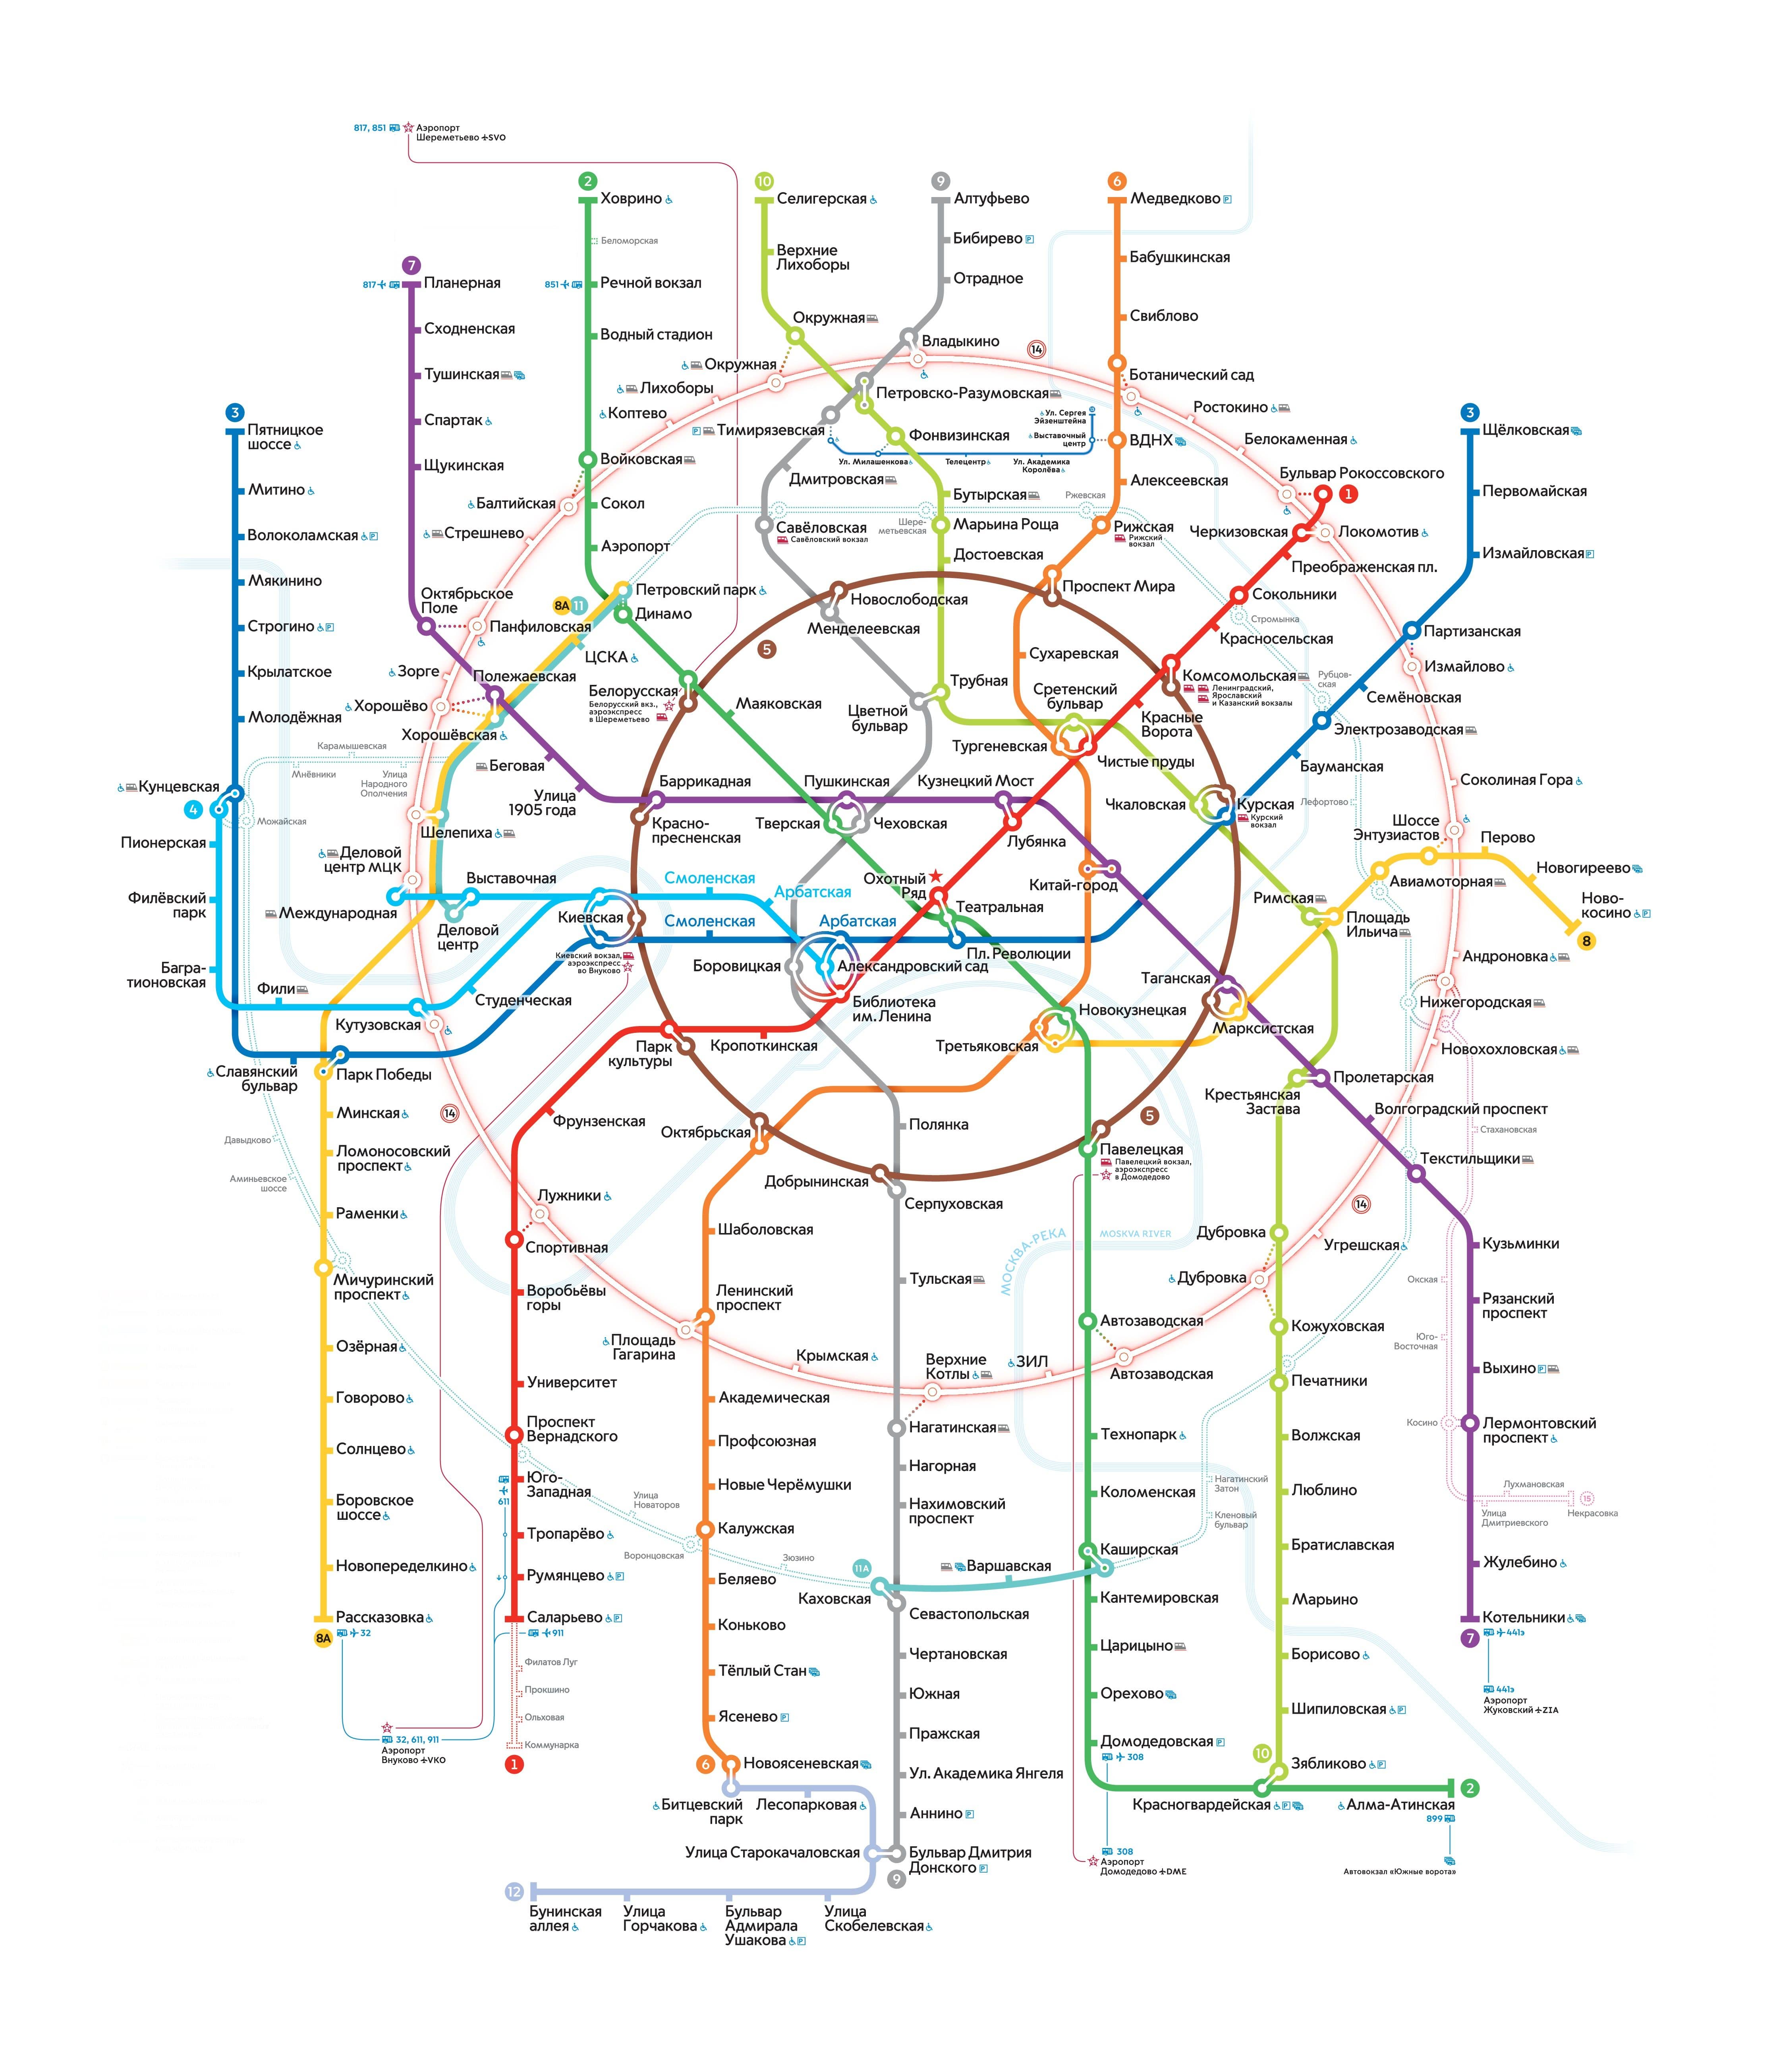 817, 851
Аэропорт
Шереметьево SVO
2
Ховрино
10
Селигерская
9
Алтуфьево
6
Медведково
Беломорская
Верхние
Лихоборы
Бибирево
Отрадное
Бабушкинская
7
Планерная
817
851
Речной вокзал
Сходненская
Водный стадион
Окружная
Владыкино
14
Свиблово
Тушинская
Окружная
Лихоборы
Петровско-Разумовская
Ботанический сад
Ростокино
3
Пятницкое
шоссе
Спартак
Коптево
Тимирязевская
Фонвизинская
Ул. Сергея
Эйзенштейна
Выставочный
центр
ВДНХ
Белокаменная
3
Щёлковская
Щукинская
Войковская
Ул. Милашенкова
Телецентр
Ул. Академика
Королёва
Бульвар Рокоссовского
1
Митино
Балтийская
Сокол
Дмитровская
Бутырская
Алексеевская
Ржевская
Первомайская
Волоколамская
Стрешнево
Аэропорт
Савёловская
Савёловский вокзал
Шере-
метьевская
Марьина Роща
Рижская
Рижский
вокзал
Черкизовская
Локомотив
Мякинино
Достоевская
Преображенская пл.
Измайловская
Октябрьское
Поле
Петровский парк
8А
11
Динамо
Новослободская
Проспект Мира
Сокольники
Строгино
Панфиловская
ЦСКА
Менделеевская
Стромынка
Красносельская
Партизанская
Крылатское
Зорге
Полежаевская
5
Сухаревская
Комсомольская
Ленинградский,
Ярославский
и Казанский вокзалы
Рубцов-
ская
Измайлово
Молодёжная
Хорошёво
Хорошёвская
Белорусская
Белорусский вкз.,
аэроэкспресс
в Шереметьево
Маяковская
Цветной
бульвар
Трубная
Сретенский
бульвар
Красные
Ворота
Семёновская
Карамышевская
Тургеневская
Чистые пруды
Электрозаводская
Мнёвники
Улица
Народного
Ополчения
Беговая
Улица
1905 года
Баррикадная
Пушкинская
Кузнецкий Мост
Бауманская
Соколиная Гора
Кунцевская
4
Можайская
Красно-
пресненская
Тверская
Чеховская
Лубянка
Чкаловская
Курская
Курский
вокзал
Лефортово
Шоссе
Энтузиастов
Перово
Пионерская
Шелепиха
Деловой
центр МЦК
Выставочная
Смоленская
Арбатская
Охотный
Ряд
Китай-город
Авиамоторная
Новогиреево
Филёвский
парк
Международная
Деловой
центр
Киевская
Киевский вокзал,
аэроэкспресс
во Внуково
Смоленская
Арбатская
Театральная
Римская
Площадь
Ильича
Ново-
косино
8
Багра-
тионовская
Фили
Студенческая
Боровицкая
Александровский сад
Пл. Революции
Таганская
Андроновка
Кутузовская
Библиотека
им. Ленина
Новокузнецкая
Марксистская
Нижегородская
Славянский
бульвар
Парк Победы
Парк
культуры
Кропоткинская
Третьяковская
Новохохловская
Минская
14
Фрунзенская
Октябрьская
Полянка
5
Крестьянская
Застава
Пролетарская
Волгоградский проспект
Давыдково
Ломоносовский
проспект
Павелецкая
Павелецкий вокзал,
аэроэкспресс
в Домодедово
Стахановская
Текстильщики
Аминьевское
шоссе
Лужники
Добрынинская
Серпуховская
14
Раменки
Спортивная
Шаболовская
МОСКВА-РЕКА
MOSKVA RIVER
Дубровка
Угрешская
Кузьминки
Мичуринский
проспект
Воробьёвы
горы
Ленинский
проспект
Тульская
Дубровка
Окская
Рязанский
проспект
Озёрная
Площадь
Гагарина
Крымская
Верхние
Котлы
ЗИЛ
Автозаводская
Автозаводская
Кожуховская
Юго-
Восточная
Выхино
Говорово
Университет
Академическая
Печатники
Солнцево
Проспект
Вернадского
Профсоюзная
Нагатинская
Технопарк
Волжская
Косино
Лермонтовский
проспект
Боровское
шоссе
611
Юго-
Западная
Улица
Новаторов
Новые Черёмушки
Нагорная
Нахимовский
проспект
Коломенская
Нагатинский
Затон
Люблино
Лухмановская
15
Улица
Дмитриевского
Некрасовка
Тропарёво
Воронцовская
Калужская
Зюзино
Кленовый
бульвар
Новопеределкино
Румянцево
Беляево
11А
Каховская
Варшавская
Каширская
Братиславская
Жулебино
Рассказовка
8А
32
Саларьево
911
Коньково
Севастопольская
Кантемировская
Марьино
Котельники
7
441э
Филатов Луг
Тёплый Стан
Чертановская
Царицыно
Борисово
Прокшино
Ольховая
Ясенево
Южная
Орехово
Шипиловская
441э
Аэропорт
Жуковский ZIA
32, 611, 911
Аэропорт
Внуково VKO
Коммунарка
1
Пражская
Домодедовская
308
6
Новоясеневская
Ул. Академика Янгеля
10
Зябликово
Битцевский
парк
Лесопарковая
Аннино
Красногвардейская
Алма-Атинская
2
899
Улица Старокачаловская
Бульвар Дмитрия
Донского
9
308
Аэропорт
Домодедово DME
Автовокзал «Южные ворота»
12
Бунинская
аллея
Улица
Горчакова
Бульвар
Адмирала
Ушакова
Улица
Скобелевская